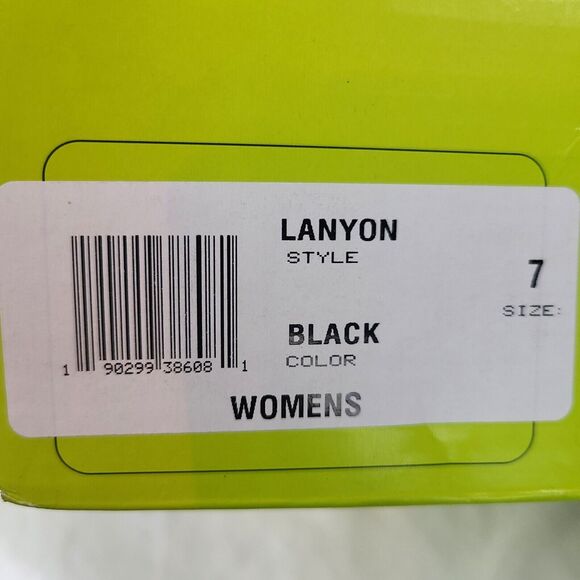 LANYON
STYLE
7
SIZE:
BLACK
COLOR
1 90299 38608 1
WOMENS